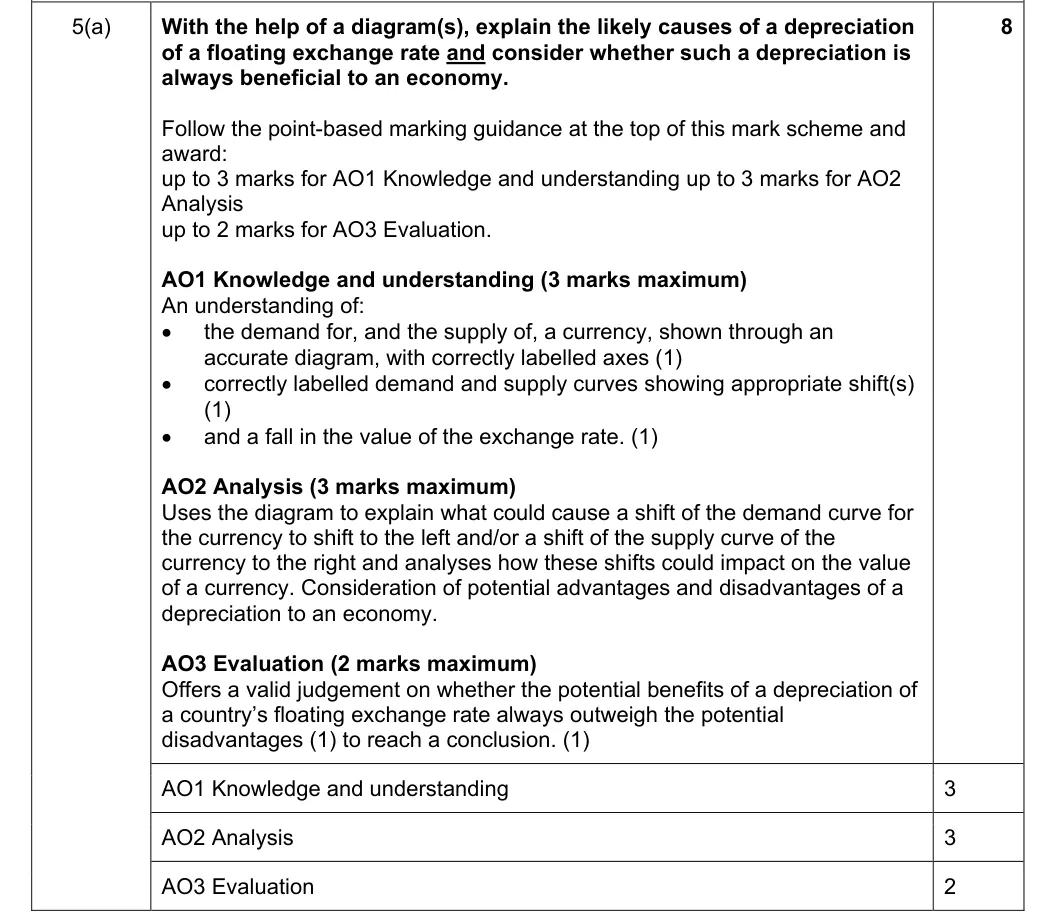 5(a) With the help of a diagram(s), explain the likely causes of a depreciation 8
of a floating exchange rate and consider whether such a depreciation is
always beneficial to an economy.
Follow the point-based marking guidance at the top of this mark scheme and
award:
up to 3 marks for AO1 Knowledge and understanding up to 3 marks for AO2
Analysis
up to 2 marks for AO3 Evaluation.
AO1 Knowledge and understanding (3 marks maximum)
An understanding of:
• the demand for, and the supply of, a currency, shown through an
accurate diagram, with correctly labelled axes (1)
• correctly labelled demand and supply curves showing appropriate shift(s)
(1)
• and a fall in the value of the exchange rate. (1)
AO2 Analysis (3 marks maximum)
Uses the diagram to explain what could cause a shift of the demand curve for
the currency to shift to the left and/or a shift of the supply curve of the
currency to the right and analyses how these shifts could impact on the value
of a currency. Consideration of potential advantages and disadvantages of a
depreciation to an economy.
AO3 Evaluation (2 marks maximum)
Offers a valid judgement on whether the potential benefits of a depreciation of
a country's floating exchange rate always outweigh the potential
disadvantages (1) to reach a conclusion. (1)
AO1 Knowledge and understanding 3
AO2 Analysis 3
AO3 Evaluation 2